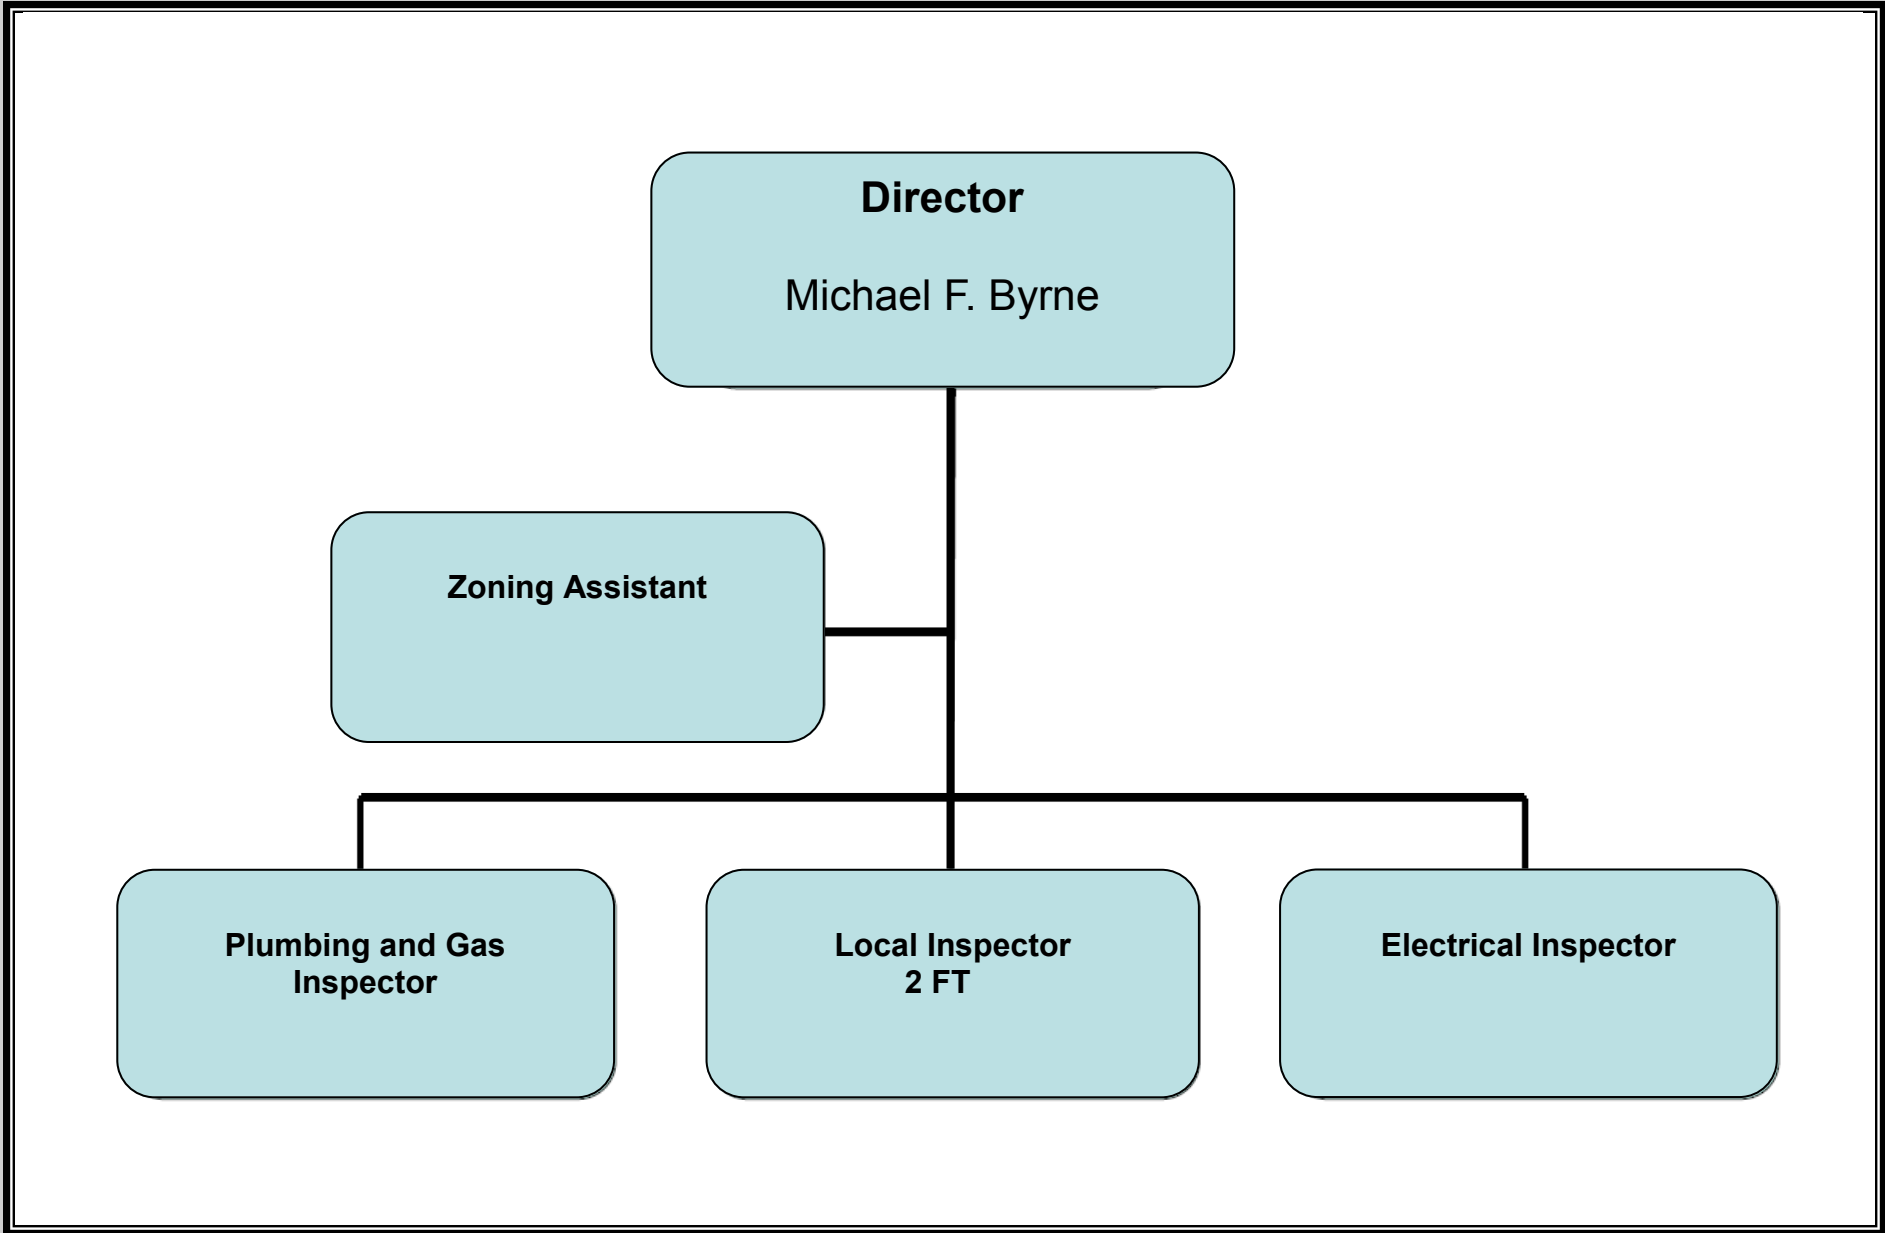 Director
Michael F. Byrne
Zoning Assistant
Plumbing and Gas
Inspector
Local Inspector
2 FT
Electrical Inspector